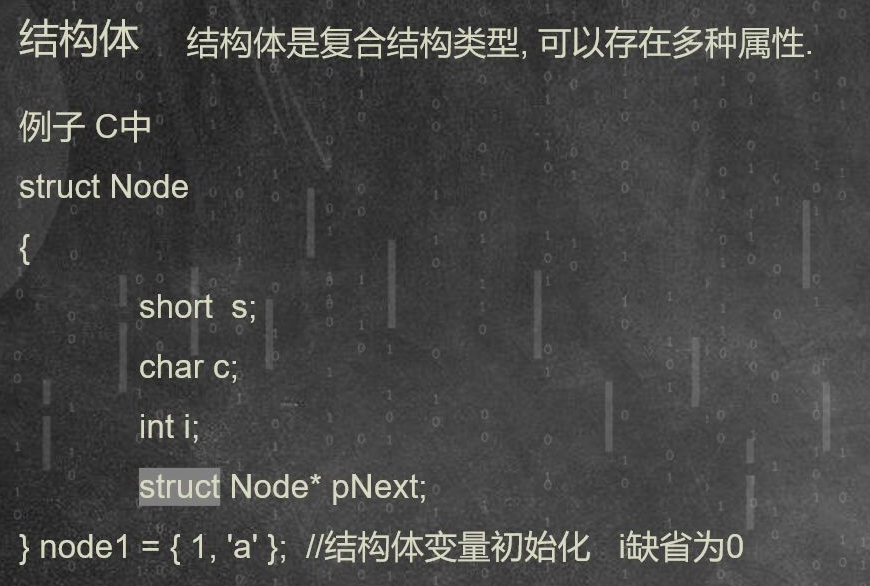 结构体 结构体是复合结构类型, 可以存在多种属性.
例子 C中
struct Node
{
short s;
char c;
int i;
struct Node* pNext;
} node1 = { 1, 'a' }; //结构体变量初始化 i缺省为0